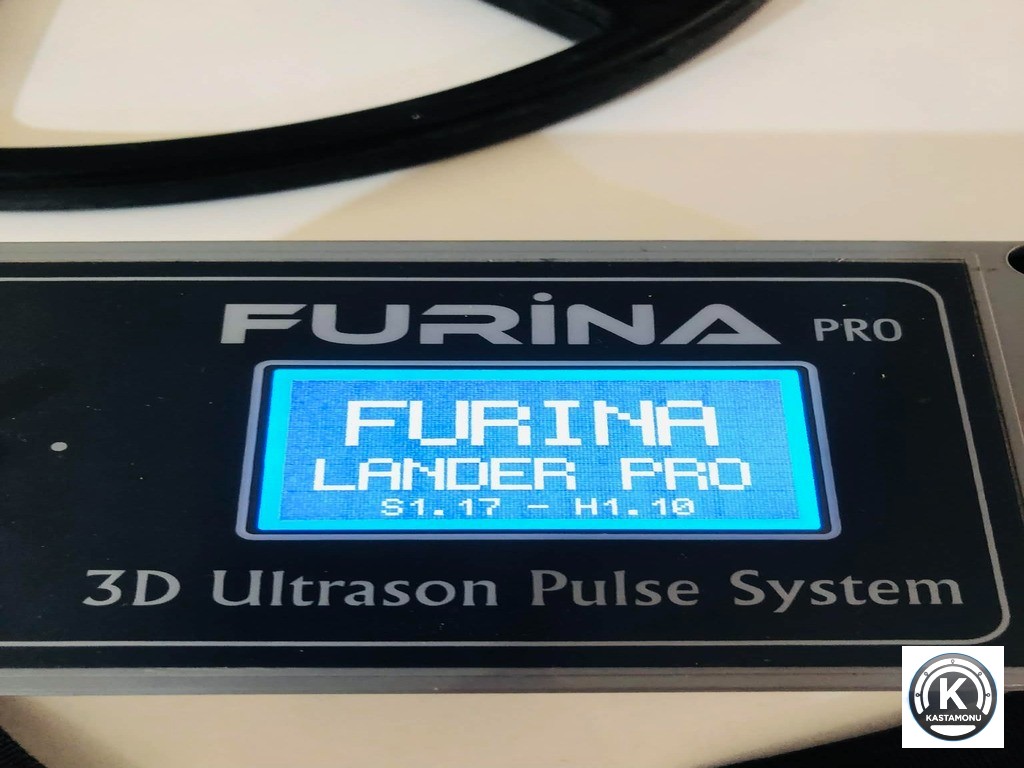 FURİNA PRO
FURINA
LANDER PRO
S1.17 - H1.10
3D Ultrason Pulse System
K
KASTAMONU